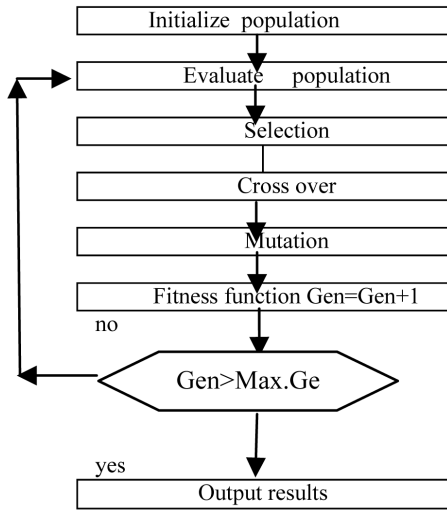 Initialize population
Evaluate population
Selection
Cross over
Mutation
Fitness function Gen=Gen+1
no
Gen>Max.Ge
yes
Output results